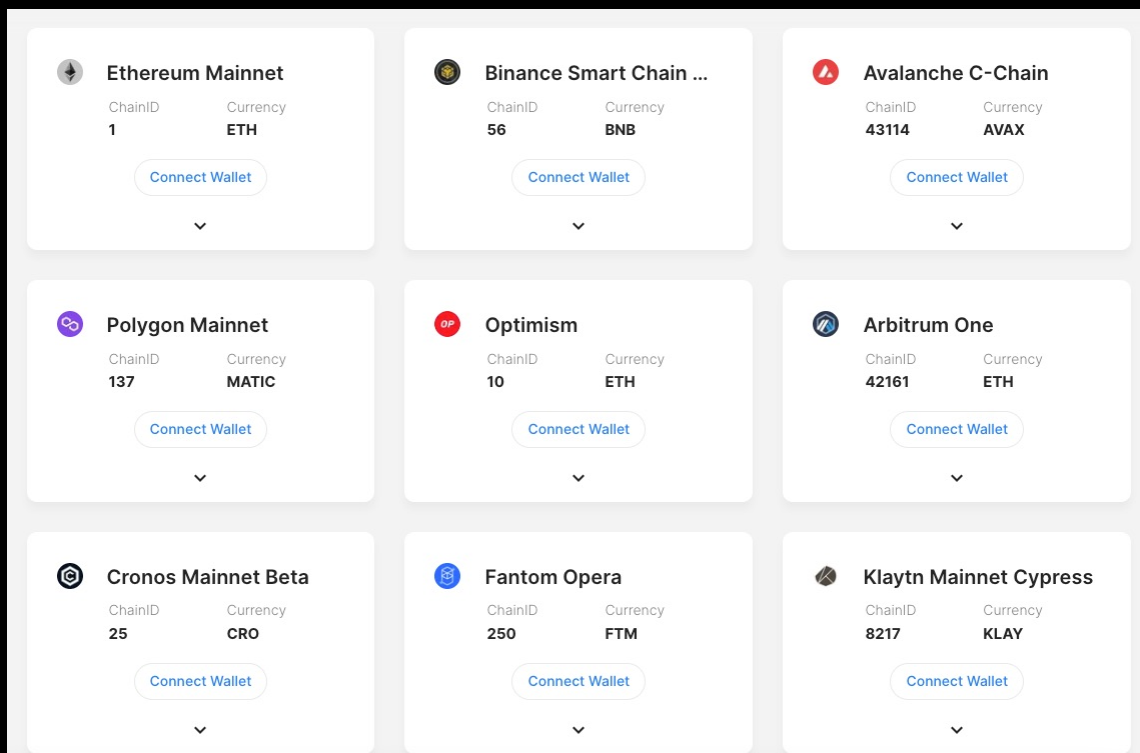 Ethereum Mainnet
ChainID Currency
1 ETH
Connect Wallet
Binance Smart Chain ...
ChainID Currency
56 BNB
Connect Wallet
Avalanche C-Chain
ChainID Currency
43114 AVAX
Connect Wallet
Polygon Mainnet
ChainID Currency
137 MATIC
Connect Wallet
OP
Optimism
ChainID Currency
10 ETH
Connect Wallet
Arbitrum One
ChainID Currency
42161 ETH
Connect Wallet
Cronos Mainnet Beta
ChainID Currency
25 CRO
Connect Wallet
Fantom Opera
ChainID Currency
250 FTM
Connect Wallet
Klaytn Mainnet Cypress
ChainID Currency
8217 KLAY
Connect Wallet